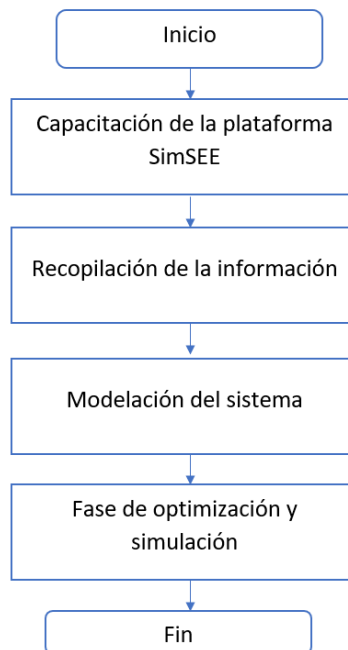 Inicio
Capacitación de la plataforma
SimSEE
Recopilación de la información
Modelación del sistema
Fase de optimización y
simulación
Fin